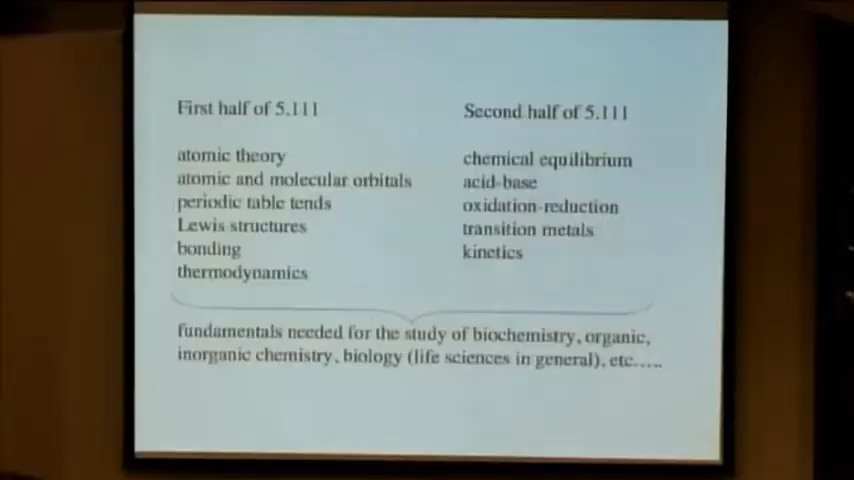 First half of 5.111
atomic theory
atomic and molecular orbitals
periodic table tends
Lewis structures
bonding
thermodynamics
Second half of 5.111
chemical equilibrium
acid-base
oxidation-reduction
transition metals
kinetics
fundamentals needed for the study of biochemistry, organic,
inorganic chemistry, biology (life sciences in general), etc.....